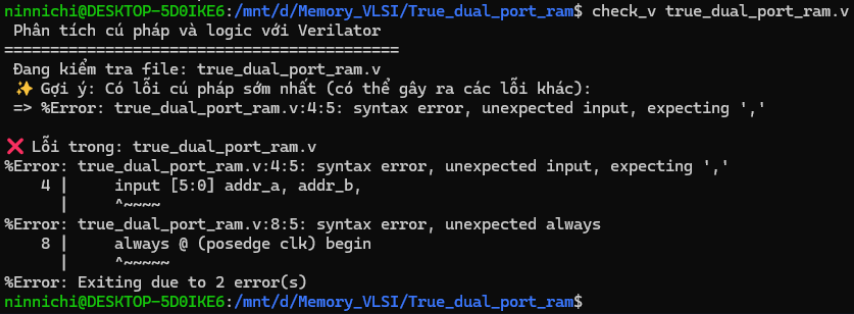 ninnichi@DESKTOP-5D0IKE6:/mnt/d/Memory_VLSI/True_dual_port_ram$ check_v true_dual_port_ram.v
Phân tích cú pháp và logic với Verilator
===========================================
Đang kiểm tra file: true_dual_port_ram.v
✨ Gợi ý: Có lỗi cú pháp sớm nhất (có thể gây ra các lỗi khác):
=> %Error: true_dual_port_ram.v:4:5: syntax error, unexpected input, expecting ','
❌ Lỗi trong: true_dual_port_ram.v
%Error: true_dual_port_ram.v:4:5: syntax error, unexpected input, expecting ','
4 |     input [5:0] addr_a, addr_b,
|     ^~~~~
%Error: true_dual_port_ram.v:8:5: syntax error, unexpected always
8 |     always @ (posedge clk) begin
|     ^~~~~~
%Error: Exiting due to 2 error(s)
ninnichi@DESKTOP-5D0IKE6:/mnt/d/Memory_VLSI/True_dual_port_ram$